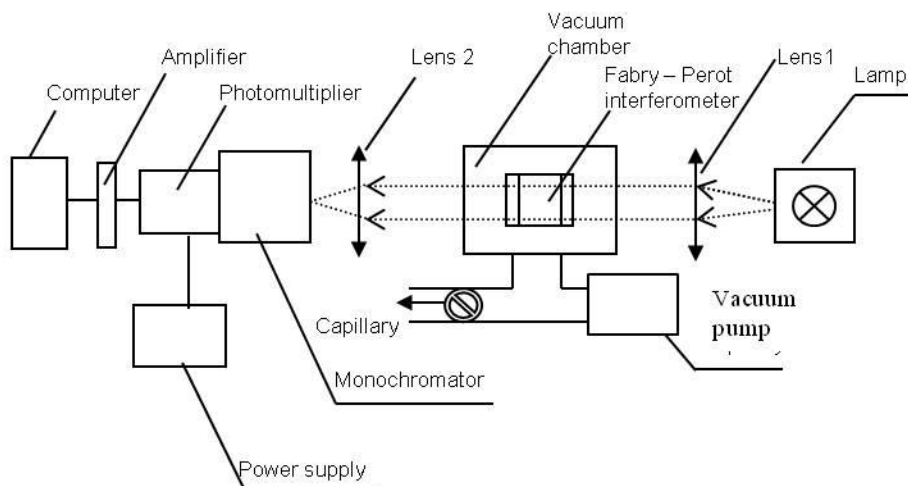 Vacuum
chamber
Amplifier
Lens 2
Lens1
Fabry – Perot
interferometer
Lamp
Computer
Photomultiplier
Vacuum
pump
Capillary
Monochromator
Power supply